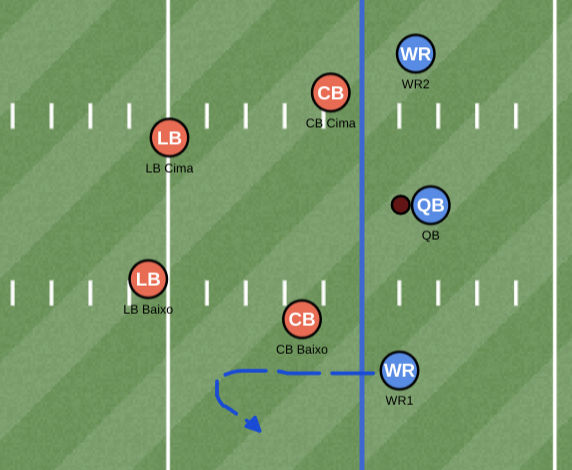 WR
WR2
CB
CB Cima
LB
LB Cima
QB
QB
LB
LB Baixo
CB
CB Baixo
WR
WR1